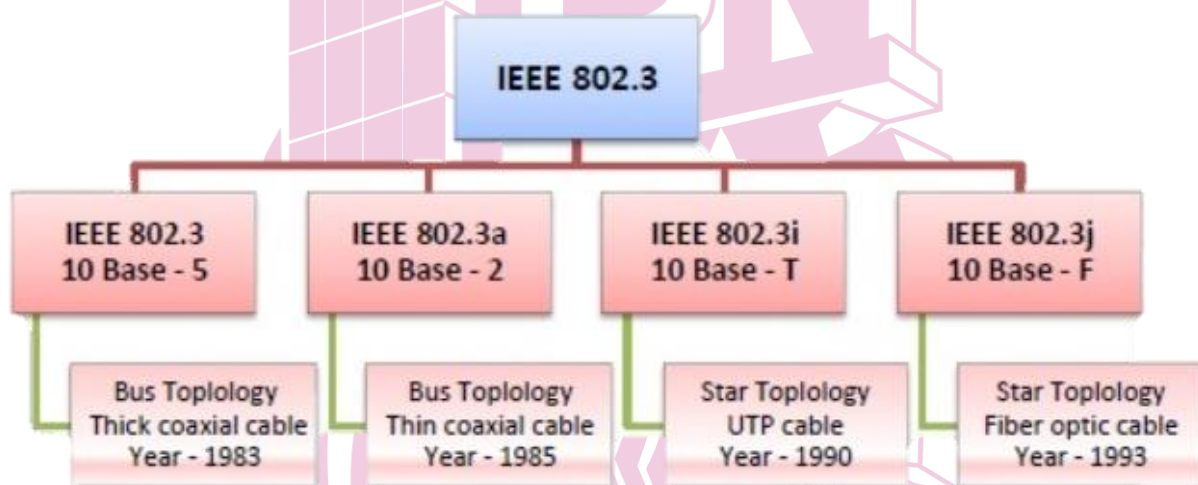 IEEE 802.3
IEEE 802.3
10 Base - 5
IEEE 802.3a
10 Base - 2
IEEE 802.3i
10 Base - T
IEEE 802.3j
10 Base - F
Bus Toplology
Thick coaxial cable
Year - 1983
Bus Toplology
Thin coaxial cable
Year - 1985
Star Toplology
UTP cable
Year - 1990
Star Toplology
Fiber optic cable
Year - 1993